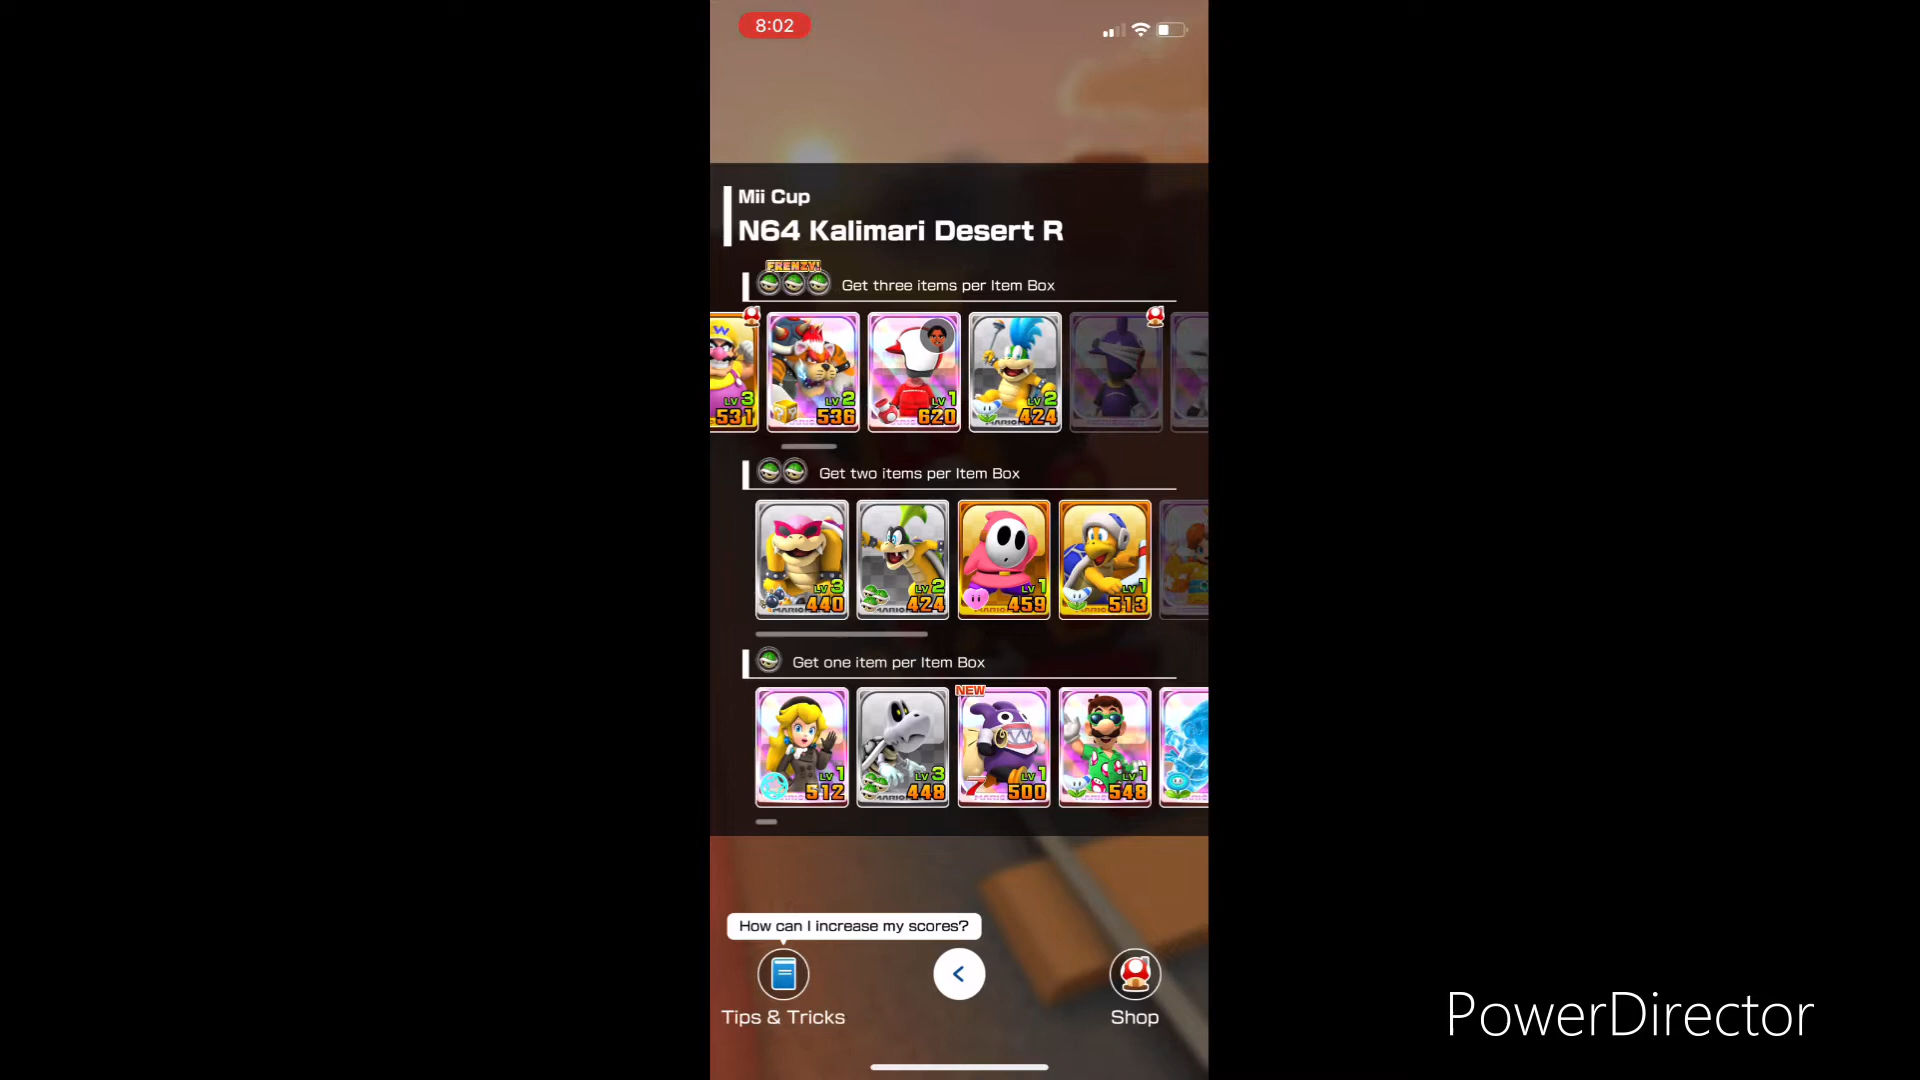 8:02
Mii Cup
N64 Kalimari Desert R
FRENZY!
Get three items per Item Box
LV 3 LV 2 LV 1 LV 2
531 536 620 424
Get two items per Item Box
LV 3 LV 2 LV 1 LV 1
440 424 459 513
Get one item per Item Box
NEW
LV 1 LV 3 LV 1 LV 1
512 448 500 548
How can I increase my scores?
Tips & Tricks
Shop
PowerDirector